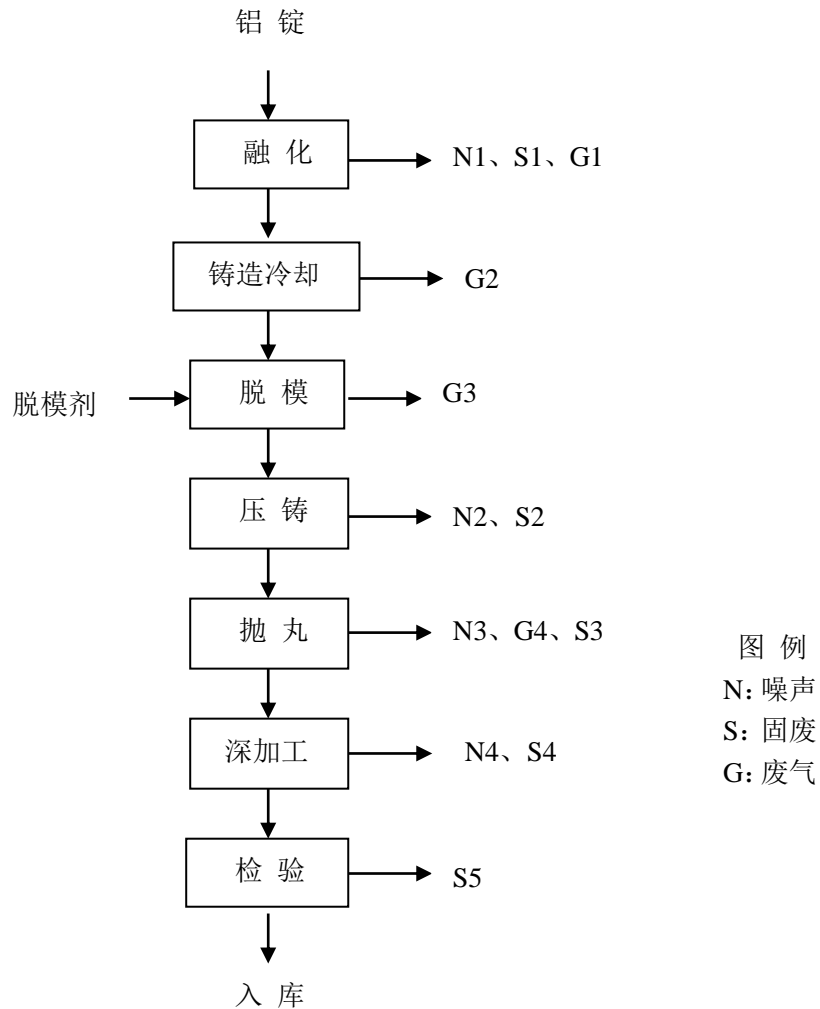 铝 锭
融 化
N1、S1、G1
铸造冷却
G2
脱模剂
脱 模
G3
压 铸
N2、S2
抛 丸
N3、G4、S3
深加工
N4、S4
检 验
S5
入 库
图 例
N: 噪声
S: 固废
G: 废气